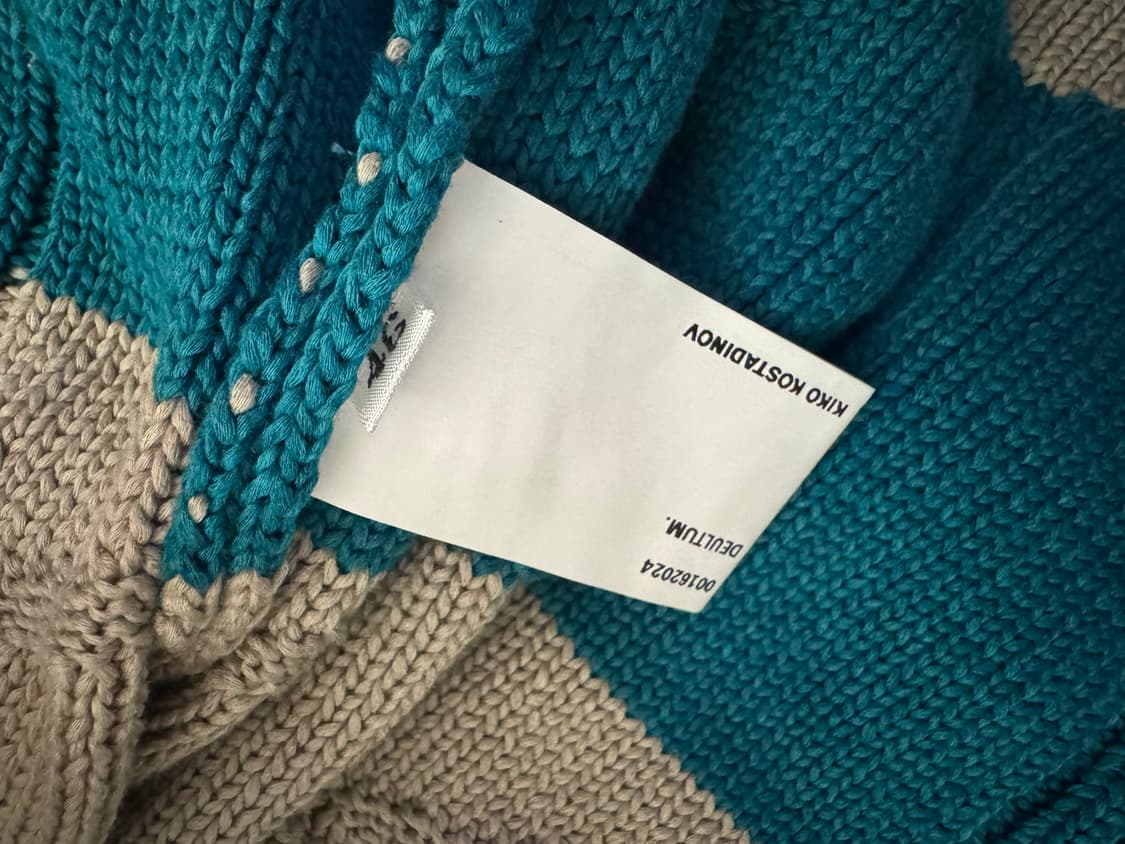 KIKO KOSTADINOV
DEULTUM.
00162024